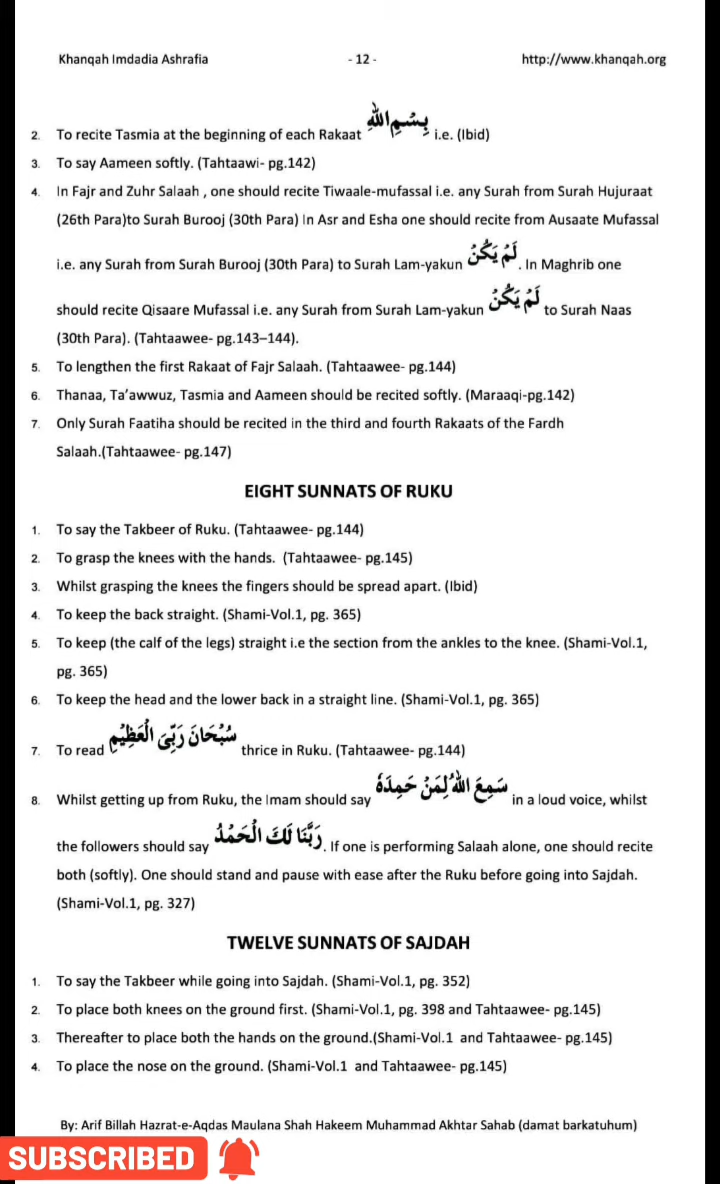 Khanqah Imdadia Ashrafia - 12 - http://www.khanqah.org
2. To recite Tasmia at the beginning of each Rakaat بِسْمِ اللهِ i.e. (Ibid)
3. To say Aameen softly. (Tahtaawi- pg.142)
4. In Fajr and Zuhr Salaah , one should recite Tiwaale-mufassal i.e. any Surah from Surah Hujuraat
(26th Para)to Surah Burooj (30th Para) In Asr and Esha one should recite from Ausaate Mufassal
i.e. any Surah from Surah Burooj (30th Para) to Surah Lam-yakun لَمْ يَكُنْ . In Maghrib one
should recite Qisaare Mufassal i.e. any Surah from Surah Lam-yakun لَمْ يَكُنْ to Surah Naas
(30th Para). (Tahtaawee- pg.143–144).
5. To lengthen the first Rakaat of Fajr Salaah. (Tahtaawee- pg.144)
6. Thanaa, Ta’awwuz, Tasmia and Aameen should be recited softly. (Maraaqi-pg.142)
7. Only Surah Faatiha should be recited in the third and fourth Rakaats of the Fardh
Salaah.(Tahtaawee- pg.147)
EIGHT SUNNATS OF RUKU
1. To say the Takbeer of Ruku. (Tahtaawee- pg.144)
2. To grasp the knees with the hands. (Tahtaawee- pg.145)
3. Whilst grasping the knees the fingers should be spread apart. (Ibid)
4. To keep the back straight. (Shami-Vol.1, pg. 365)
5. To keep (the calf of the legs) straight i.e the section from the ankles to the knee. (Shami-Vol.1,
pg. 365)
6. To keep the head and the lower back in a straight line. (Shami-Vol.1, pg. 365)
7. To read سُبْحَانَ رَبِّىَ الْعَظِيْمِ thrice in Ruku. (Tahtaawee- pg.144)
8. Whilst getting up from Ruku, the Imam should say سَمِعَ اللهُ لِمَنْ حَمِدَهٗ in a loud voice, whilst
the followers should say رَبَّنَا لَكَ الْحَمْدُ . If one is performing Salaah alone, one should recite
both (softly). One should stand and pause with ease after the Ruku before going into Sajdah.
(Shami-Vol.1, pg. 327)
TWELVE SUNNATS OF SAJDAH
1. To say the Takbeer while going into Sajdah. (Shami-Vol.1, pg. 352)
2. To place both knees on the ground first. (Shami-Vol.1, pg. 398 and Tahtaawee- pg.145)
3. Thereafter to place both the hands on the ground.(Shami-Vol.1 and Tahtaawee- pg.145)
4. To place the nose on the ground. (Shami-Vol.1 and Tahtaawee- pg.145)
By: Arif Billah Hazrat-e-Aqdas Maulana Shah Hakeem Muhammad Akhtar Sahab (damat barkatuhum)
SUBSCRIBED